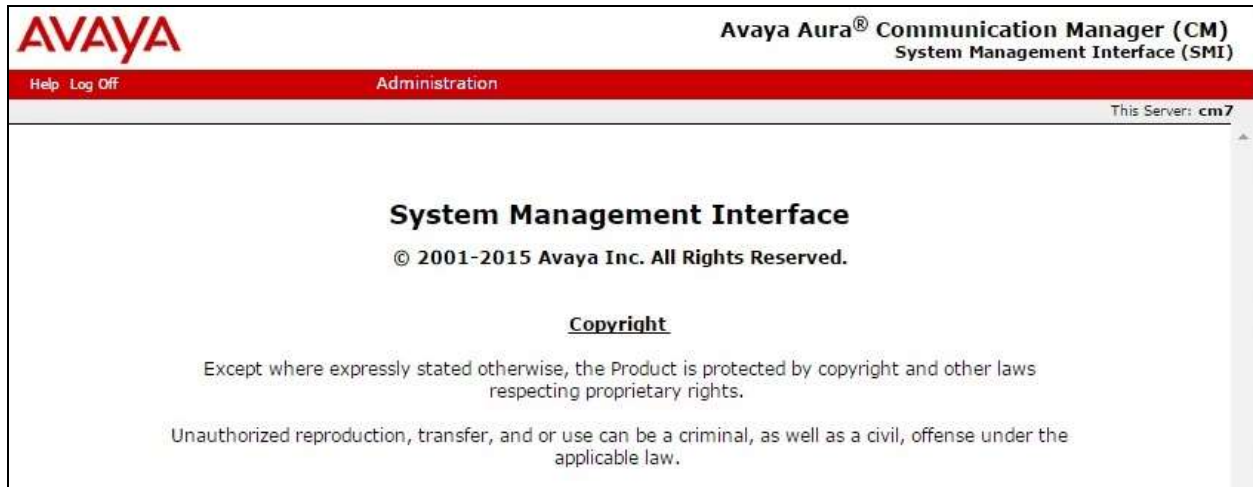 AVAYA
Avaya Aura® Communication Manager (CM)
System Management Interface (SMI)
Help Log Off Administration
This Server: cm7
System Management Interface
© 2001-2015 Avaya Inc. All Rights Reserved.
Copyright
Except where expressly stated otherwise, the Product is protected by copyright and other laws
respecting proprietary rights.
Unauthorized reproduction, transfer, and or use can be a criminal, as well as a civil, offense under the
applicable law.